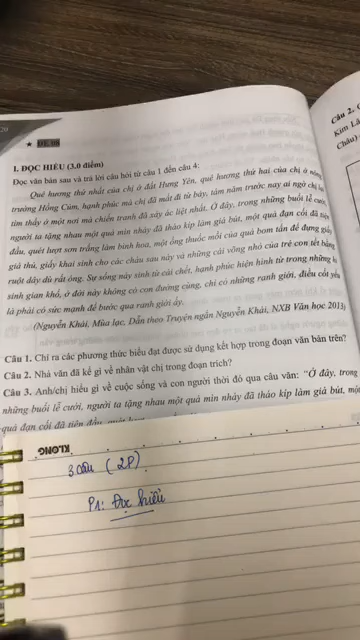 ★ ĐỀ 08
I. ĐỌC HIỂU (3,0 điểm)
Đọc văn bản sau và trả lời câu hỏi từ câu 1 đến câu 4:
Quê hương thứ nhất của chị ở đất Hưng Yên, quê hương thứ hai của chị ở nông
trường Hồng Cúm, hạnh phúc mà chị đã mất đi từ bảy, tám năm trước nay ai ngờ chị lại
tìm thấy ở một nơi mà chiến tranh đã xảy ác liệt nhất. Ở đây, trong những buổi lễ cưới,
người ta tặng nhau một quả mìn nhảy đã tháo kíp làm giá bút, một quả đạn cối đã tiện
đầu, quét lượt sơn trắng làm bình hoa, một ống thuốc mồi của quả bom tấn để đựng giấy
giá thú, giấy khai sinh cho các cháu sau này và những cái võng nhỏ của trẻ con tết bằng
ruột dây dù rất óng. Sự sống nảy sinh từ cái chết, hạnh phúc hiện hình từ trong những hi
sinh gian khổ, ở đời này không có con đường cùng, chỉ có những ranh giới, điều cốt yếu
là phải có sức mạnh để bước qua ranh giới ấy.
(Nguyễn Khải, Mùa lạc, Dẫn theo Truyện ngắn Nguyễn Khải, NXB Văn học 2013)
Câu 1. Chỉ ra các phương thức biểu đạt được sử dụng kết hợp trong đoạn văn bản trên?
Câu 2. Nhà văn đã kể gì về nhân vật chị trong đoạn trích?
Câu 3. Anh/chị hiểu gì về cuộc sống và con người thời đó qua câu văn: "Ở đây, trong
những buổi lễ cưới, người ta tặng nhau một quả mìn nhảy đã tháo kíp làm giá bút, một
quả đạn cối đã tiện đầu, quét lượt
Câu 2.
Kim Lâ
Châu)
KLONG
3 câu (2P)
P1: Đọc hiểu